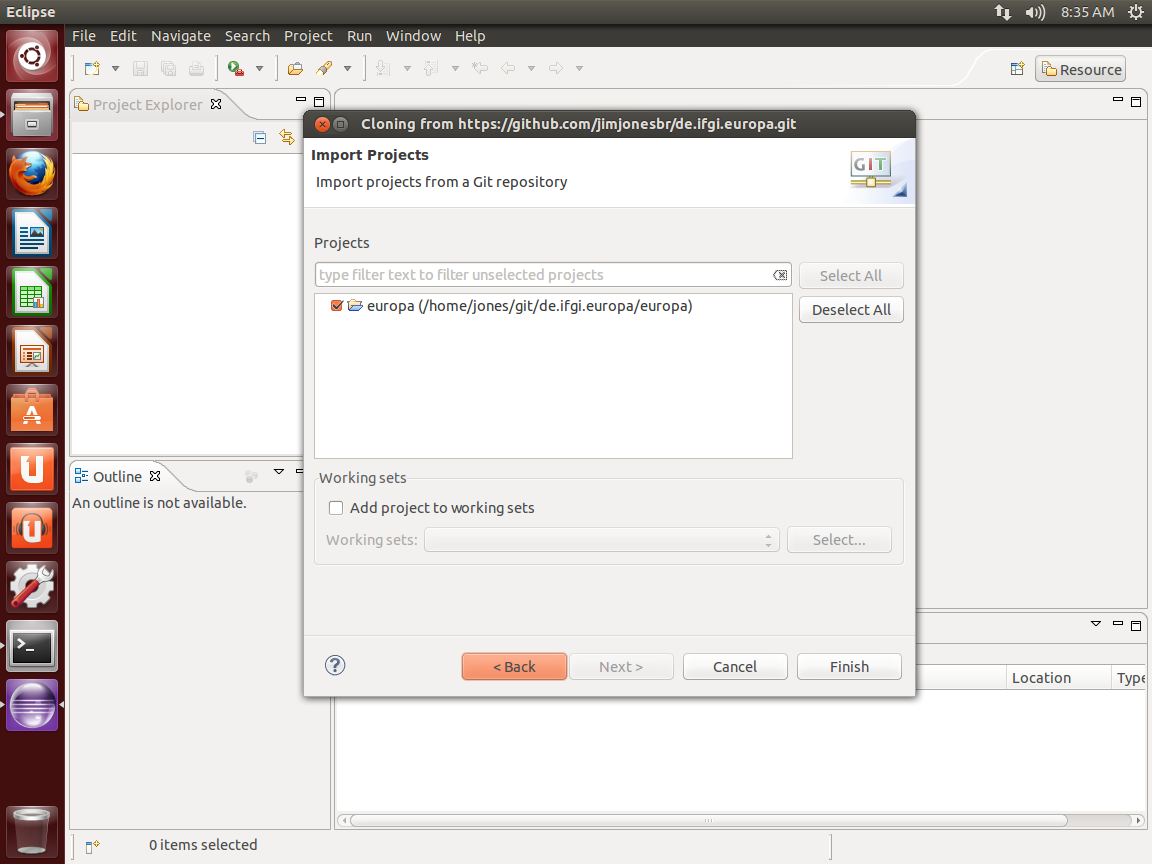 Eclipse
8:35 AM
File Edit Navigate Search Project Run Window Help
Resource
Project Explorer
Cloning from https://github.com/jimjonesbr/de.ifgi.europa.git
Import Projects
GIT
Import projects from a Git repository
Projects
type filter text to filter unselected projects
Select All
europa (/home/jones/git/de.ifgi.europa/europa)
Deselect All
Outline
An outline is not available.
Working sets
Add project to working sets
Working sets:
Select...
< Back
Next >
Cancel
Finish
Location
Type
0 items selected